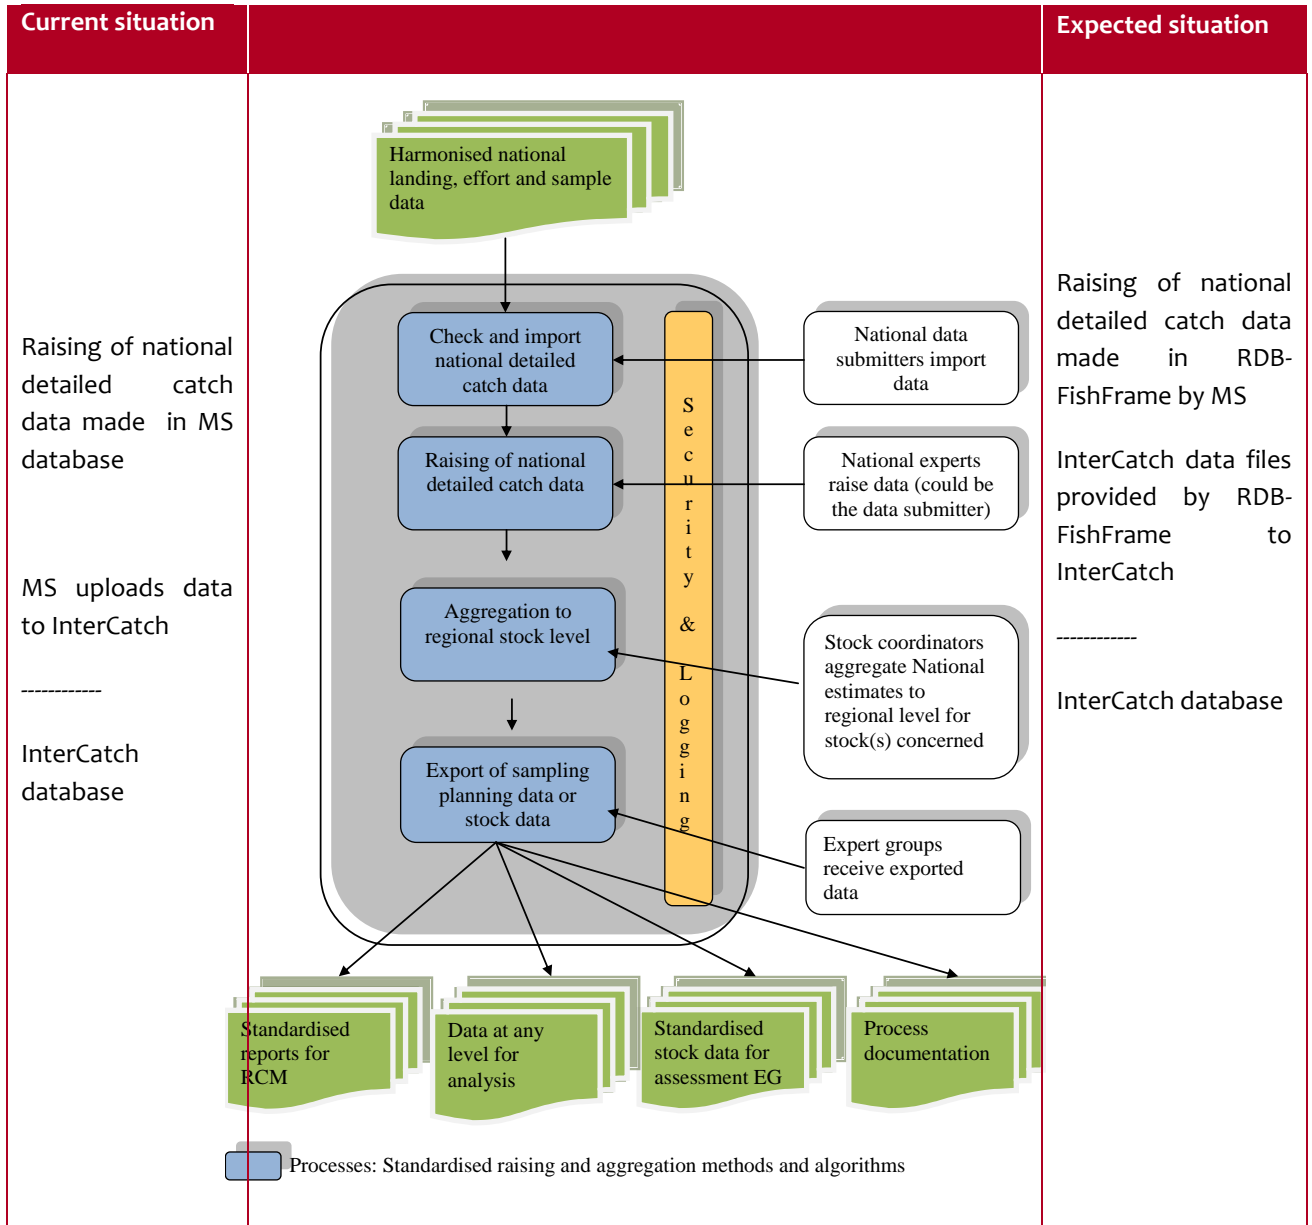 Current situation
Expected situation
Harmonised national
landing, effort and sample
data
Raising of national
detailed catch
data made in MS
database
MS uploads data
to InterCatch
------------
InterCatch
database
Check and import
national detailed
catch data
Raising of national
detailed catch data
Aggregation to
regional stock level
Export of sampling
planning data or
stock data
Security & Logging
National data
submitters import
data
National experts
raise data (could be
the data submitter)
Stock coordinators
aggregate National
estimates to
regional level for
stock(s) concerned
Expert groups
receive exported
data
Raising of national
detailed catch data
made in RDB-
FishFrame by MS
InterCatch data files
provided by RDB-
FishFrame to
InterCatch
------------
InterCatch database
Standardised
reports for
RCM
Data at any
level for
analysis
Standardised
stock data for
assessment EG
Process
documentation
Processes: Standardised raising and aggregation methods and algorithms